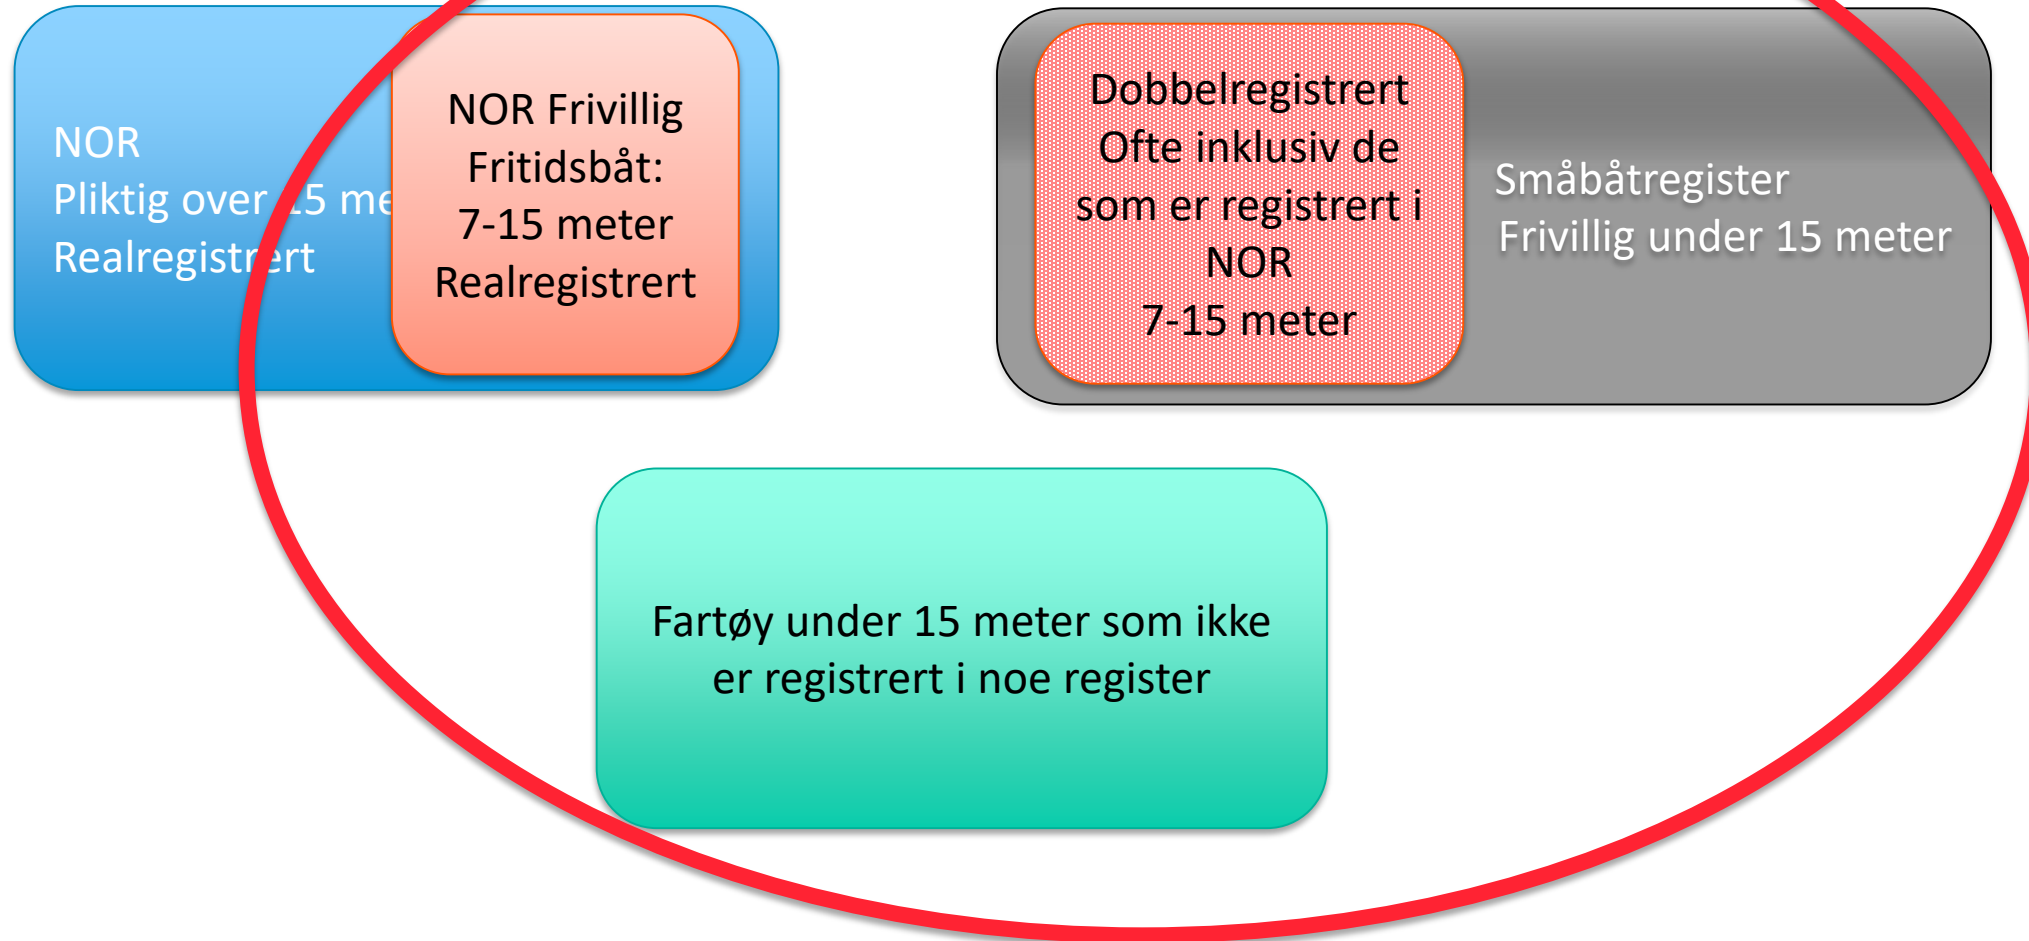 NOR
Pliktig over 15 me
Realregistrert
NOR Frivillig
Fritidsbåt:
7-15 meter
Realregistrert
Dobbelregistrert
Ofte inklusiv de
som er registrert i
NOR
7-15 meter
Småbåtregister
Frivillig under 15 meter
Fartøy under 15 meter som ikke
er registrert i noe register